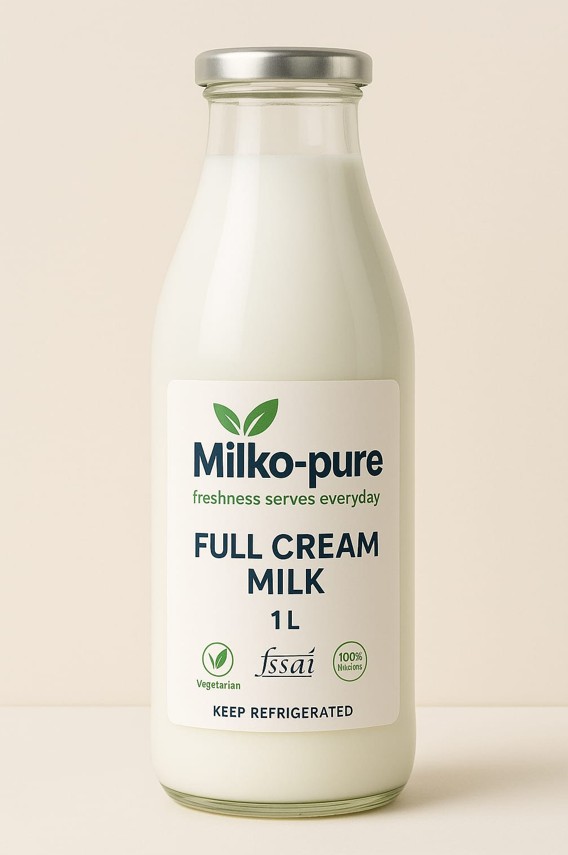 Milko-pure
freshness serves everyday
FULL CREAM
MILK
1 L
Vegetarian
fssai
100%
KEEP REFRIGERATED